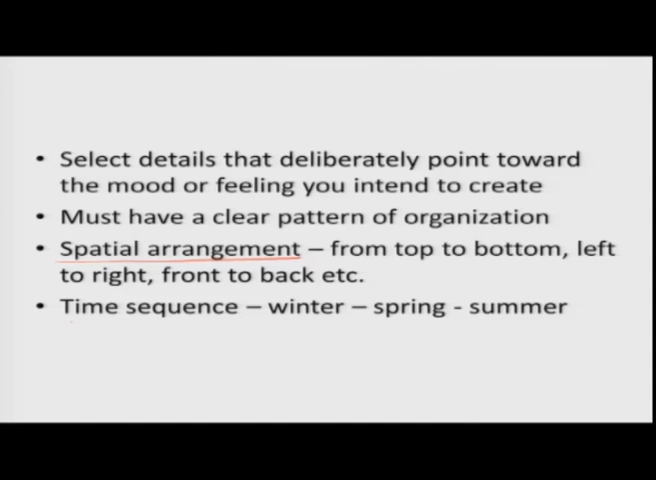 • Select details that deliberately point toward
the mood or feeling you intend to create
• Must have a clear pattern of organization
• Spatial arrangement – from top to bottom, left
to right, front to back etc.
• Time sequence – winter – spring - summer